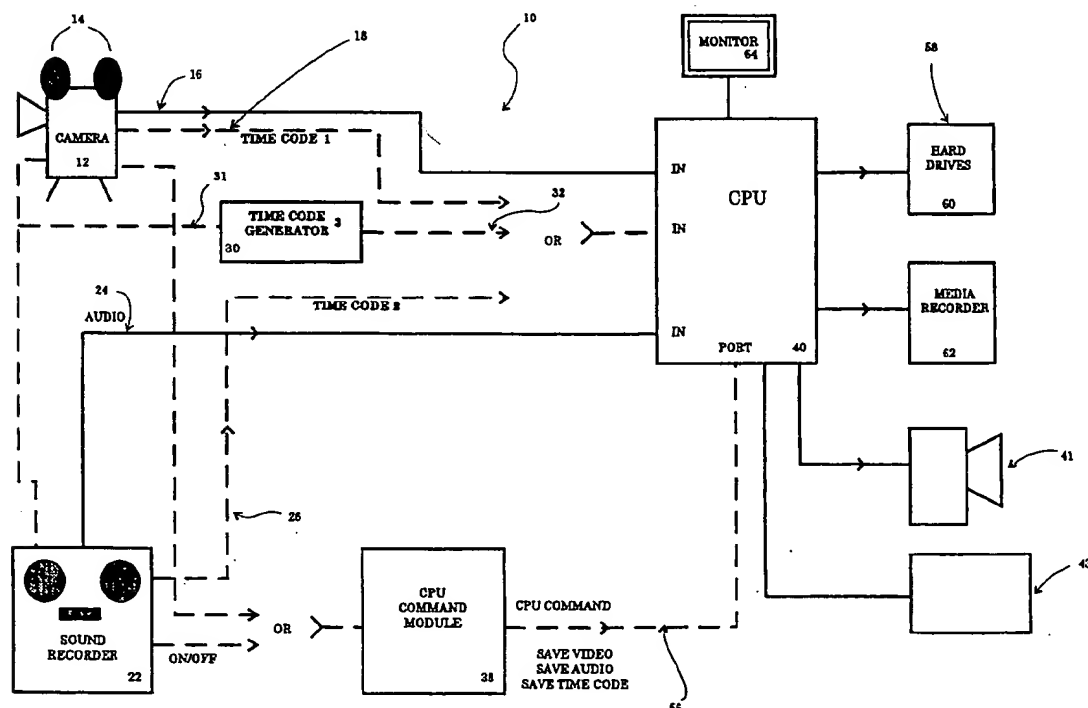 14
10
MONITOR
64
58
16
18
CAMERA
12
TIME CODE 1
HARD
DRIVES
60
CPU
IN
31
TIME CODE 3
GENERATOR
30
32
OR
IN
24
AUDIO
TIME CODE 2
MEDIA
RECORDER
62
IN
PORT
40
41
26
43
CPU
COMMAND
MODULE
38
CPU COMMAND
OR
SOUND
RECORDER
22
ON/OFF
SAVE VIDEO
SAVE AUDIO
SAVE TIME CODE
56